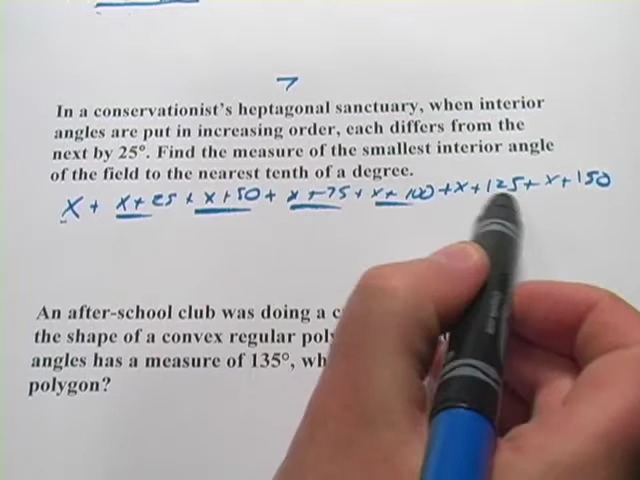 7
In a conservationist's heptagonal sanctuary, when interior
angles are put in increasing order, each differs from the
next by 25°. Find the measure of the smallest interior angle
of the field to the nearest tenth of a degree.
x + x+25 + x+50 + x+75 + x+100 + x+125 + x+150
An after-school club was doing a
the shape of a convex regular
angles has a measure of 135°,
polygon?